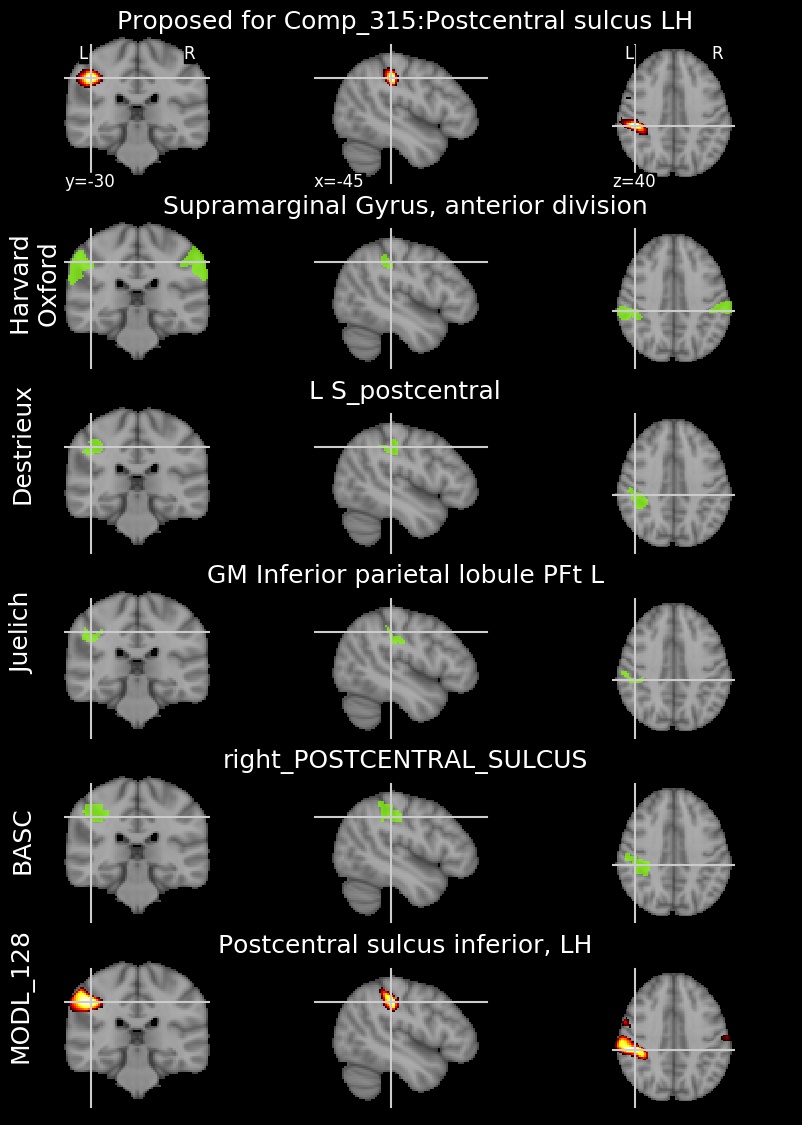 Proposed for Comp_315:Postcentral sulcus LH
L R L R
y=-30 x=-45 z=40
Supramarginal Gyrus, anterior division
Harvard
Oxford
L S_postcentral
Destrieux
GM Inferior parietal lobule PFt L
Juelich
right_POSTCENTRAL_SULCUS
BASC
Postcentral sulcus inferior, LH
MODL_128